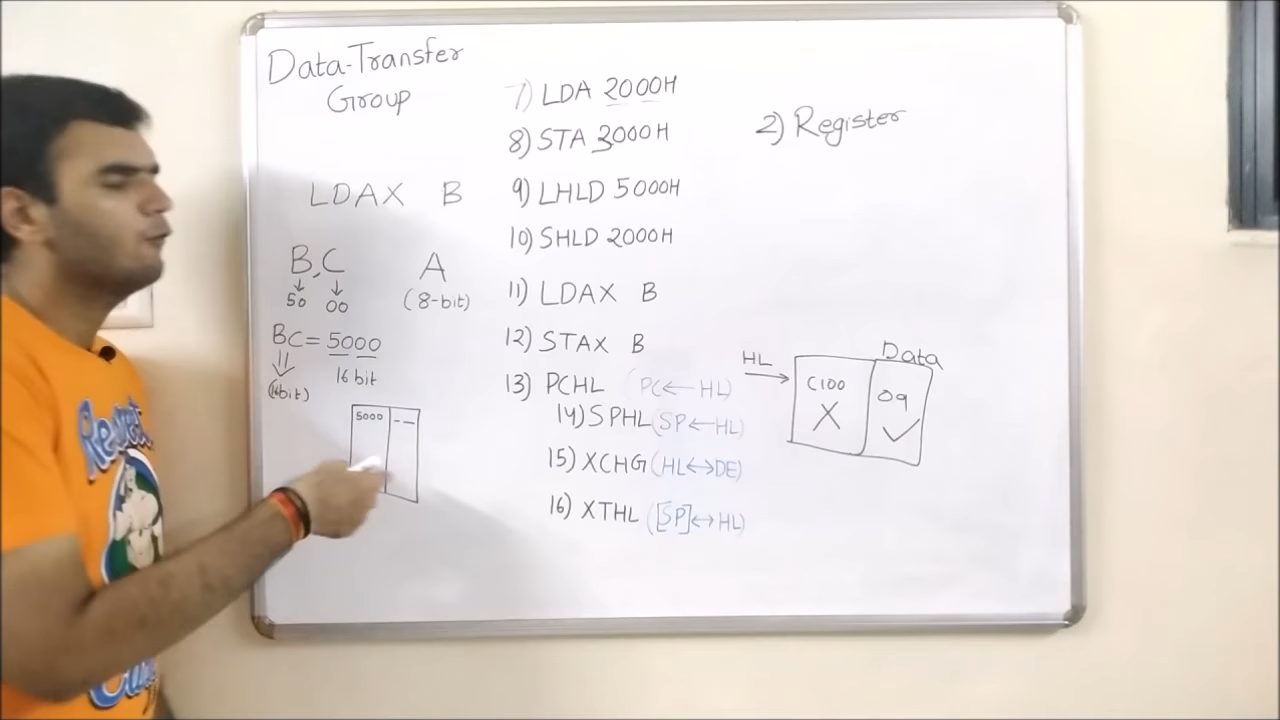 Data-Transfer
Group
LDAX B
B,C A
50 00 (8-bit)
BC=5000
(16bit) 16 bit
5000 --
7) LDA 2000H
8) STA 3000H
9) LHLD 5000H
10) SHLD 2000H
11) LDAX B
12) STAX B
13) PCHL (PC←HL)
14) SPHL (SP←HL)
15) XCHG (HL↔DE)
16) XTHL ([SP]↔HL)
2) Register
HL → Data
C100 09
X ✓